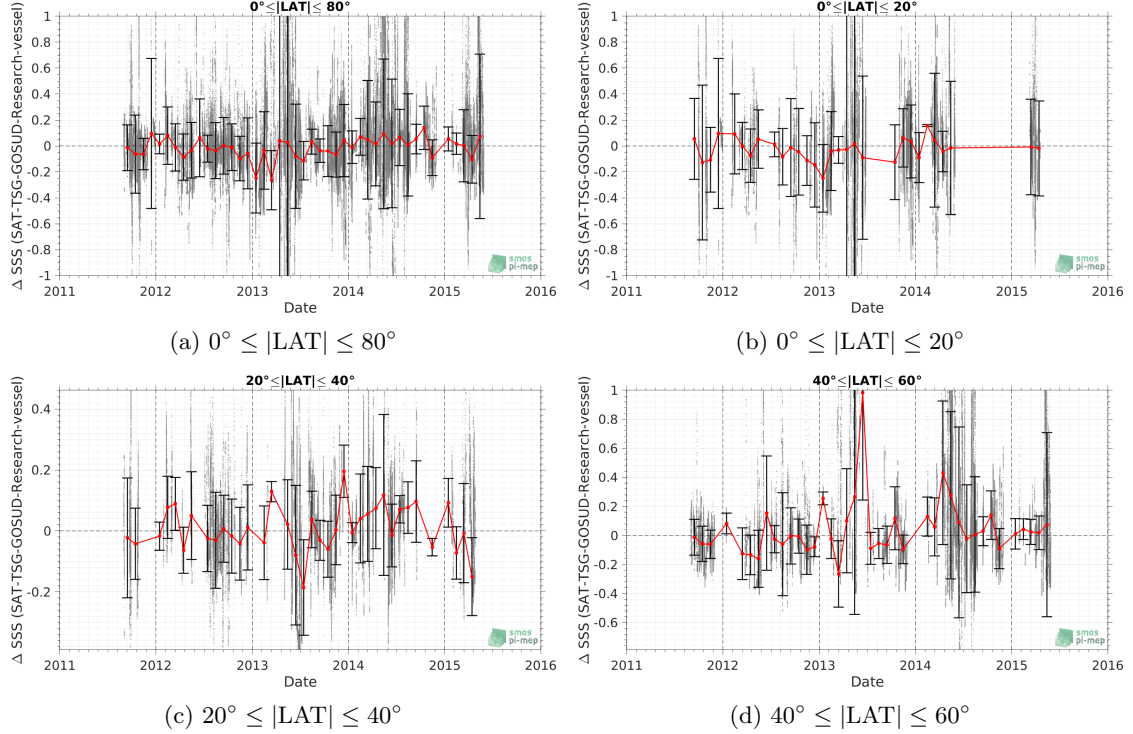 0°≤|LAT|≤ 80°
Δ SSS (SAT-TSG-GOSUD-Research-vessel)
1
0.8
0.6
0.4
0.2
0
-0.2
-0.4
-0.6
-0.8
-1
2011 2012 2013 2014 2015 2016
Date
smos
pi-mep
(a) 0° ≤ |LAT| ≤ 80°
0°≤|LAT|≤ 20°
Δ SSS (SAT-TSG-GOSUD-Research-vessel)
1
0.8
0.6
0.4
0.2
0
-0.2
-0.4
-0.6
-0.8
-1
2011 2012 2013 2014 2015 2016
Date
smos
pi-mep
(b) 0° ≤ |LAT| ≤ 20°
20°≤|LAT|≤ 40°
Δ SSS (SAT-TSG-GOSUD-Research-vessel)
0.4
0.2
0
-0.2
2011 2012 2013 2014 2015 2016
Date
smos
pi-mep
(c) 20° ≤ |LAT| ≤ 40°
40°≤|LAT|≤ 60°
Δ SSS (SAT-TSG-GOSUD-Research-vessel)
1
0.8
0.6
0.4
0.2
0
-0.2
-0.4
-0.6
2011 2012 2013 2014 2015 2016
Date
smos
pi-mep
(d) 40° ≤ |LAT| ≤ 60°